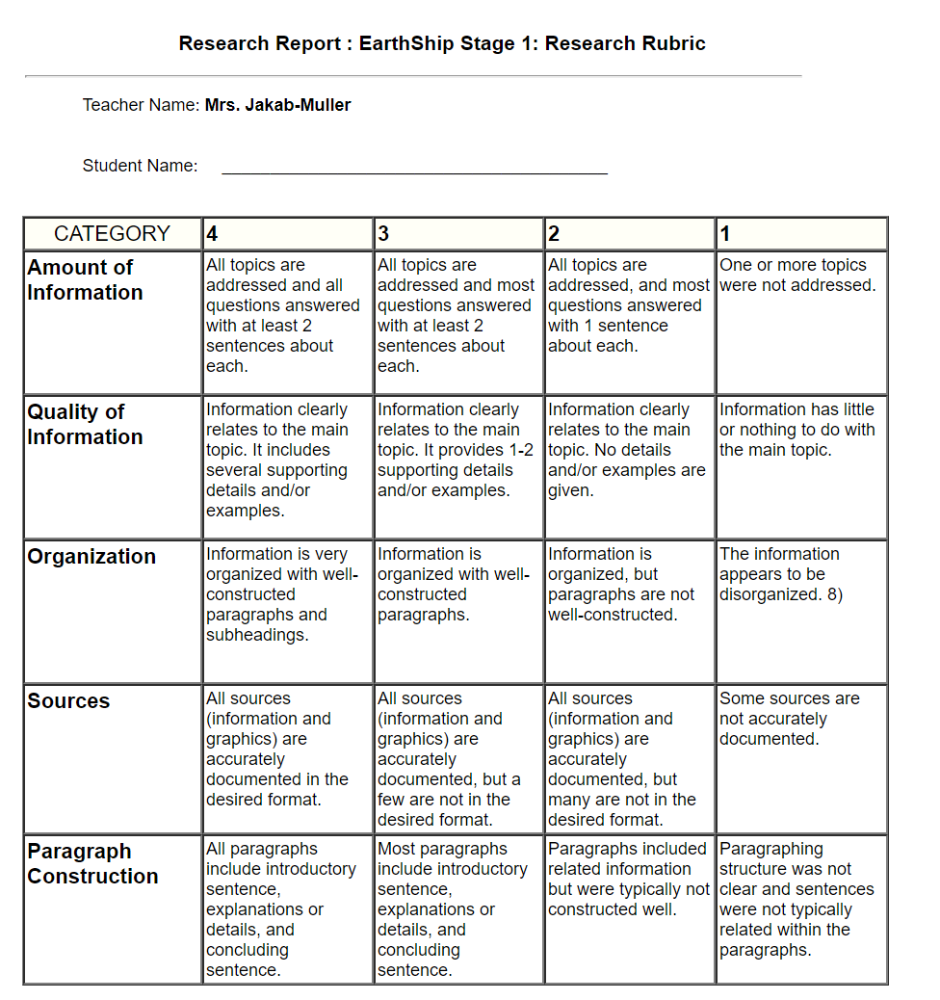 Research Report : EarthShip Stage 1: Research Rubric
Teacher Name: Mrs. Jakab-Muller
Student Name: ________________________________________
CATEGORY
4
3
2
1
Amount of
Information
All topics are
addressed and all
questions answered
with at least 2
sentences about
each.
All topics are
addressed and most
questions answered
with at least 2
sentences about
each.
All topics are
addressed, and most
questions answered
with 1 sentence
about each.
One or more topics
were not addressed.
Quality of
Information
Information clearly
relates to the main
topic. It includes
several supporting
details and/or
examples.
Information clearly
relates to the main
topic. It provides 1-2
supporting details
and/or examples.
Information clearly
relates to the main
topic. No details
and/or examples are
given.
Information has little
or nothing to do with
the main topic.
Organization
Information is very
organized with well-
constructed
paragraphs and
subheadings.
Information is
organized with well-
constructed
paragraphs.
Information is
organized, but
paragraphs are not
well-constructed.
The information
appears to be
disorganized. 8)
Sources
All sources
(information and
graphics) are
accurately
documented in the
desired format.
All sources
(information and
graphics) are
accurately
documented, but a
few are not in the
desired format.
All sources
(information and
graphics) are
accurately
documented, but
many are not in the
desired format.
Some sources are
not accurately
documented.
Paragraph
Construction
All paragraphs
include introductory
sentence,
explanations or
details, and
concluding
sentence.
Most paragraphs
include introductory
sentence,
explanations or
details, and
concluding
sentence.
Paragraphs included
related information
but were typically not
constructed well.
Paragraphing
structure was not
clear and sentences
were not typically
related within the
paragraphs.